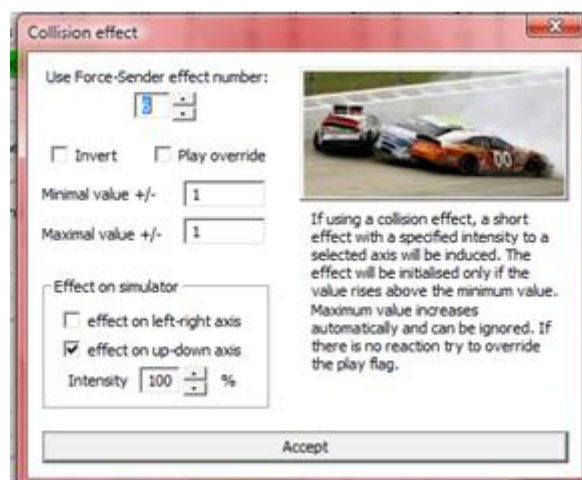 Collision effect
Use Force-Sender effect number:
6
Invert
Play override
Minimal value +/-
1
Maximal value +/-
1
Effect on simulator
effect on left-right axis
effect on up-down axis
Intensity
100
%
00
If using a collision effect, a short
effect with a specified intensity to a
selected axis will be induced. The
effect will be initialised only if the
value rises above the minimum value.
Maximum value increases
automatically and can be ignored. If
there is no reaction try to override
the play flag.
Accept